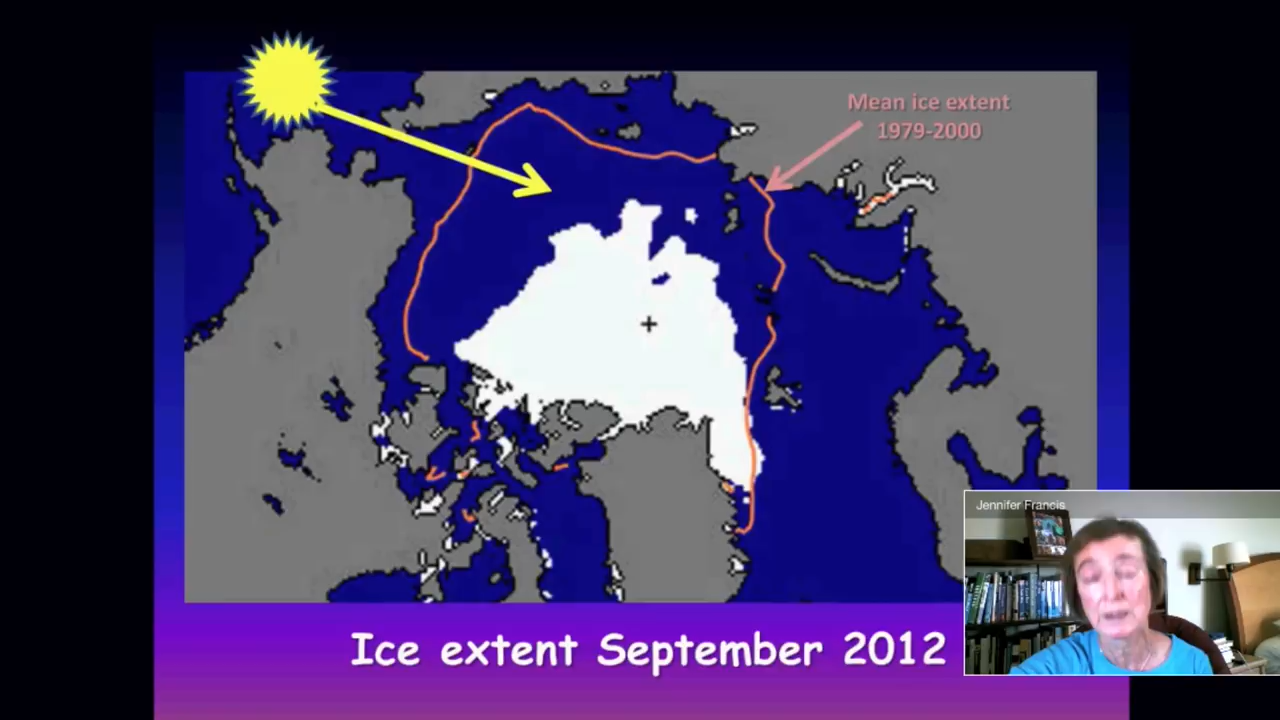 Mean ice extent
1979-2000
Jennifer Francis
Ice extent September 2012